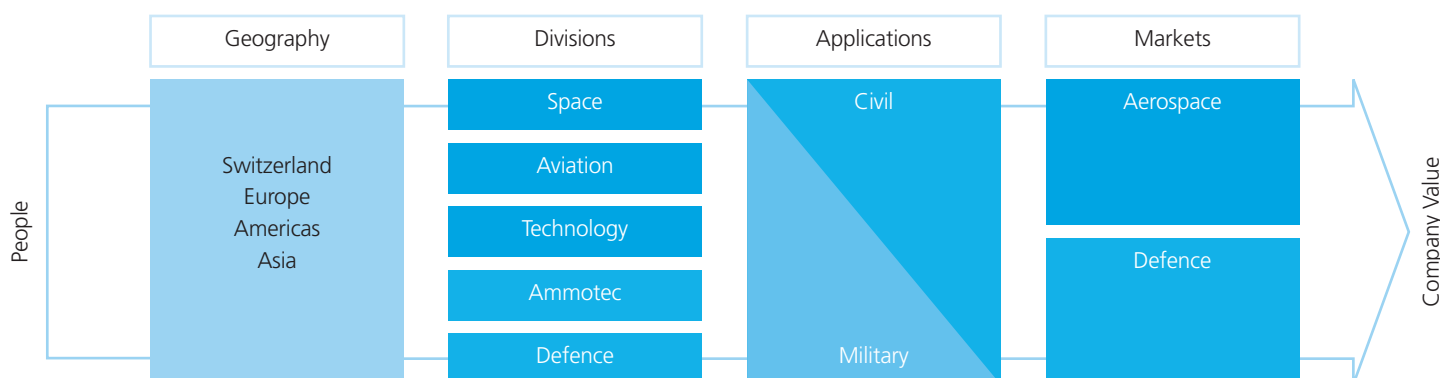 Geography
Divisions
Applications
Markets
People
Switzerland
Europe
Americas
Asia
Space
Aviation
Technology
Ammotec
Defence
Civil
Military
Aerospace
Defence
Company Value